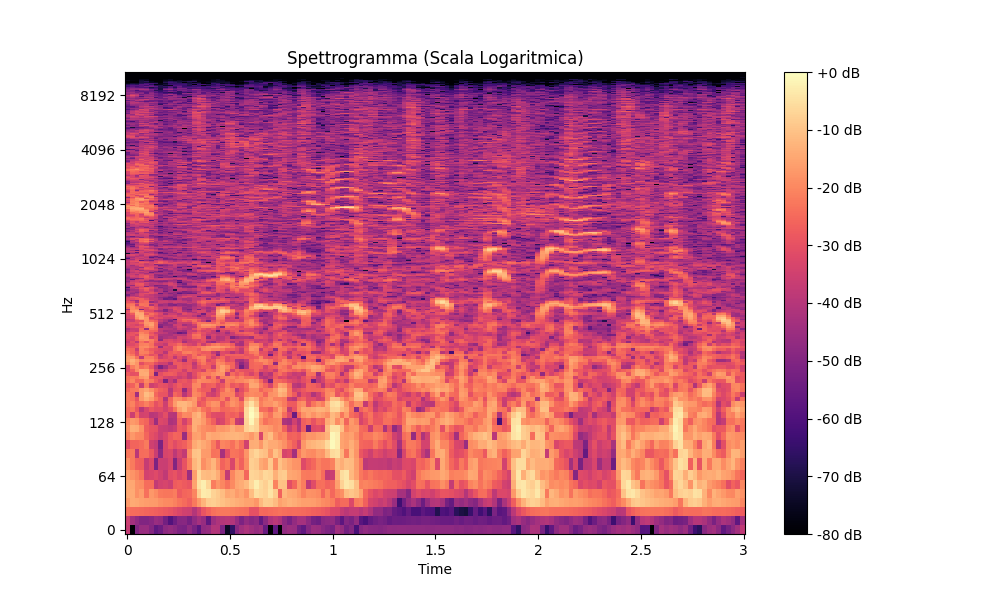 Spettrogramma (Scala Logaritmica)
8192
4096
2048
1024
512
256
128
64
0
Hz
0
0.5
1
1.5
2
2.5
3
Time
+0 dB
-10 dB
-20 dB
-30 dB
-40 dB
-50 dB
-60 dB
-70 dB
-80 dB